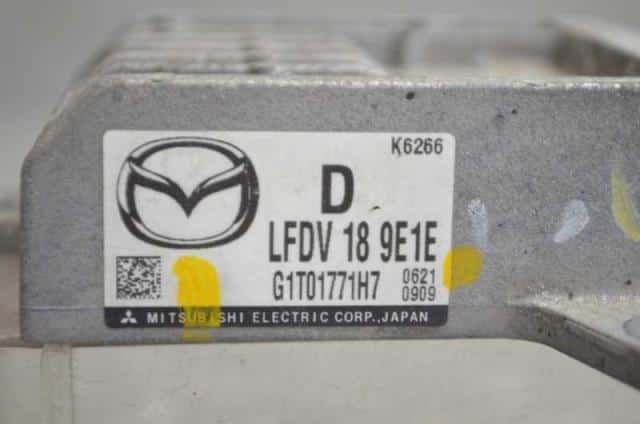 K6266
D
LFDV 18 9E1E
G1T01771H7 0621
0909
MITSUBISHI ELECTRIC CORP., JAPAN